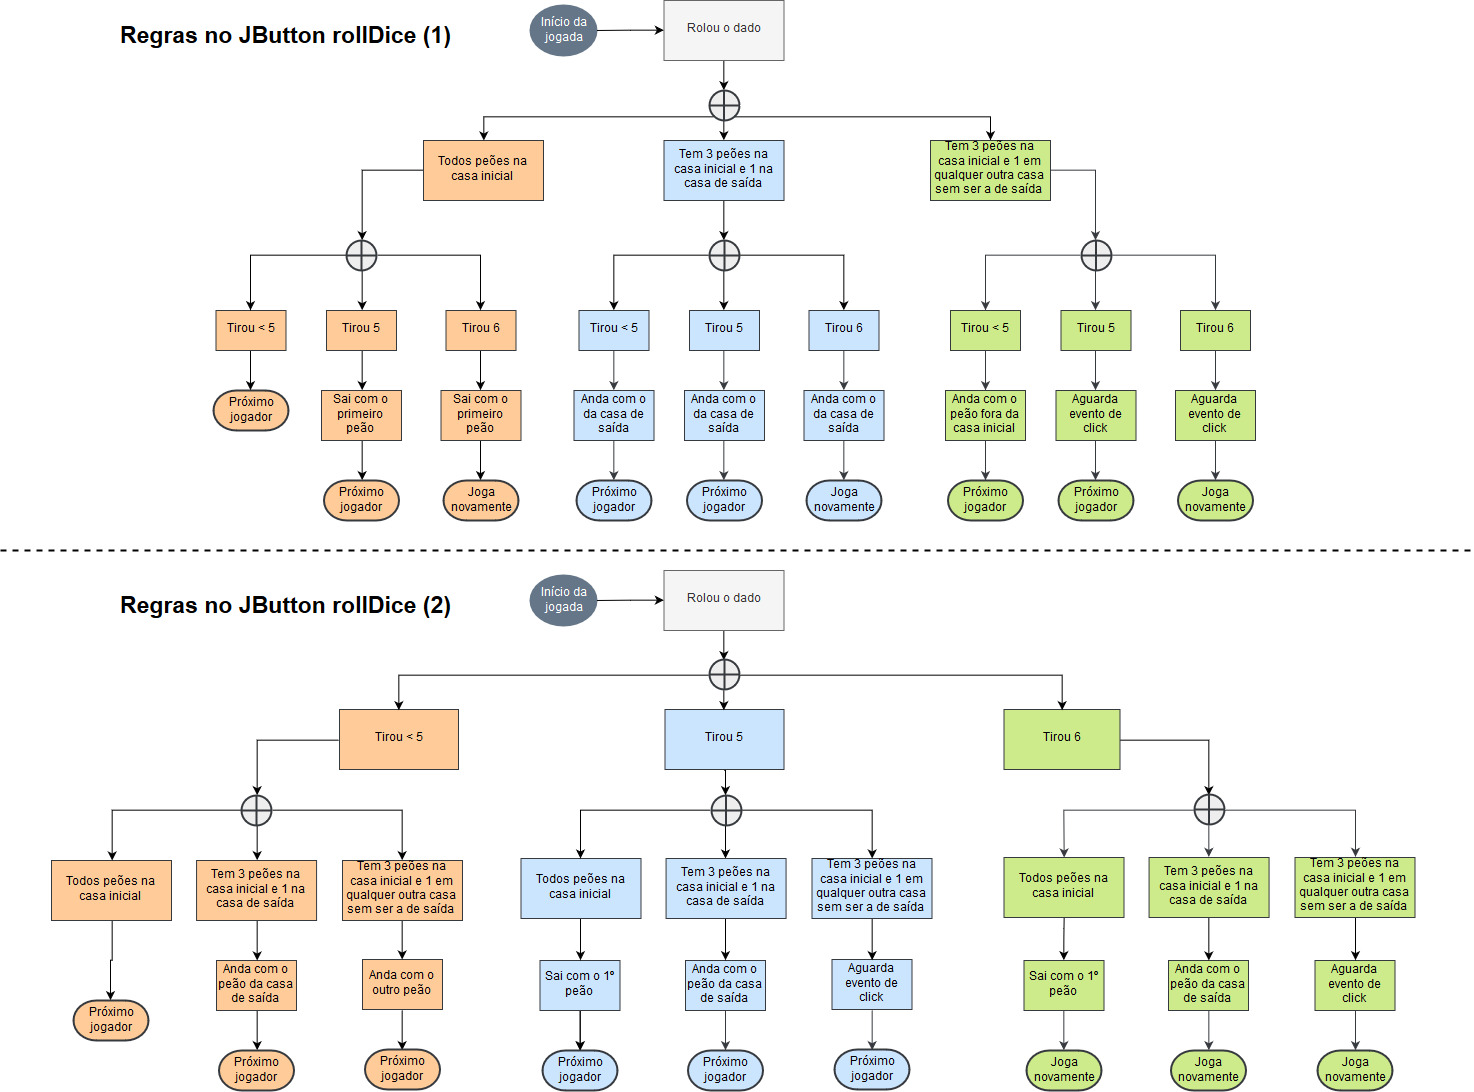 Regras no JButton rollDice (1)
Início da
jogada
Rolou o dado
Todos peões na
casa inicial
Tem 3 peões na
casa inicial e 1 na
casa de saída
Tem 3 peões na
casa inicial e 1 em
qualquer outra casa
sem ser a de saída
Tirou < 5
Tirou 5
Tirou 6
Tirou < 5
Tirou 5
Tirou 6
Tirou < 5
Tirou 5
Tirou 6
Próximo
jogador
Sai com o
primeiro
peão
Sai com o
primeiro
peão
Anda com o
da casa de
saída
Anda com o
da casa de
saída
Anda com o
da casa de
saída
Anda com o
peão fora da
casa inicial
Aguarda
evento de
click
Aguarda
evento de
click
Próximo
jogador
Joga
novamente
Próximo
jogador
Próximo
jogador
Joga
novamente
Próximo
jogador
Próximo
jogador
Joga
novamente
Regras no JButton rollDice (2)
Início da
jogada
Rolou o dado
Tirou < 5
Tirou 5
Tirou 6
Todos peões na
casa inicial
Tem 3 peões na
casa inicial e 1 na
casa de saída
Tem 3 peões na
casa inicial e 1 em
qualquer outra casa
sem ser a de saída
Todos peões na
casa inicial
Tem 3 peões na
casa inicial e 1 na
casa de saída
Tem 3 peões na
casa inicial e 1 em
qualquer outra casa
sem ser a de saída
Todos peões na
casa inicial
Tem 3 peões na
casa inicial e 1 na
casa de saída
Tem 3 peões na
casa inicial e 1 em
qualquer outra casa
sem ser a de saída
Próximo
jogador
Anda com o
peão da casa
de saída
Anda com o
outro peão
Sai com o 1º
peão
Anda com o
peão da casa
de saída
Aguarda
evento de
click
Sai com o 1º
peão
Anda com o
peão da casa
de saída
Aguarda
evento de
click
Próximo
jogador
Próximo
jogador
Próximo
jogador
Próximo
jogador
Próximo
jogador
Joga
novamente
Joga
novamente
Joga
novamente